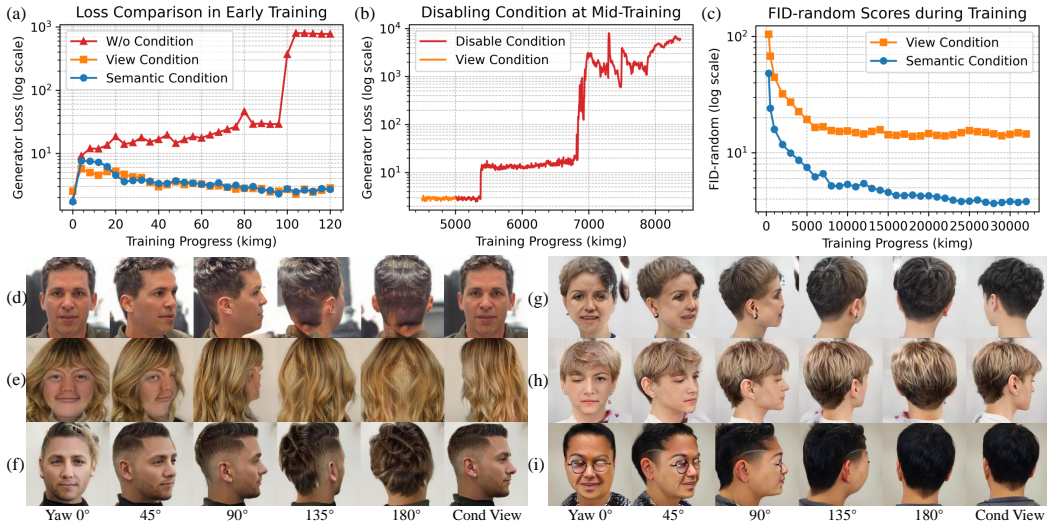 (a) Loss Comparison in Early Training
Generator Loss (log scale)
10³
10²
10¹
W/o Condition
View Condition
Semantic Condition
0 20 40 60 80 100 120
Training Progress (kimg)
(b) Disabling Condition at Mid-Training
Generator Loss (log scale)
10⁴
10³
10²
10¹
Disable Condition
View Condition
5000 6000 7000 8000
Training Progress (kimg)
(c) FID-random Scores during Training
FID-random (log scale)
10²
10¹
View Condition
Semantic Condition
0 5000 10000 15000 20000 25000 30000
Training Progress (kimg)
(d)
(e)
(f)
Yaw 0° 45° 90° 135° 180° Cond View
(g)
(h)
(i)
Yaw 0° 45° 90° 135° 180° Cond View